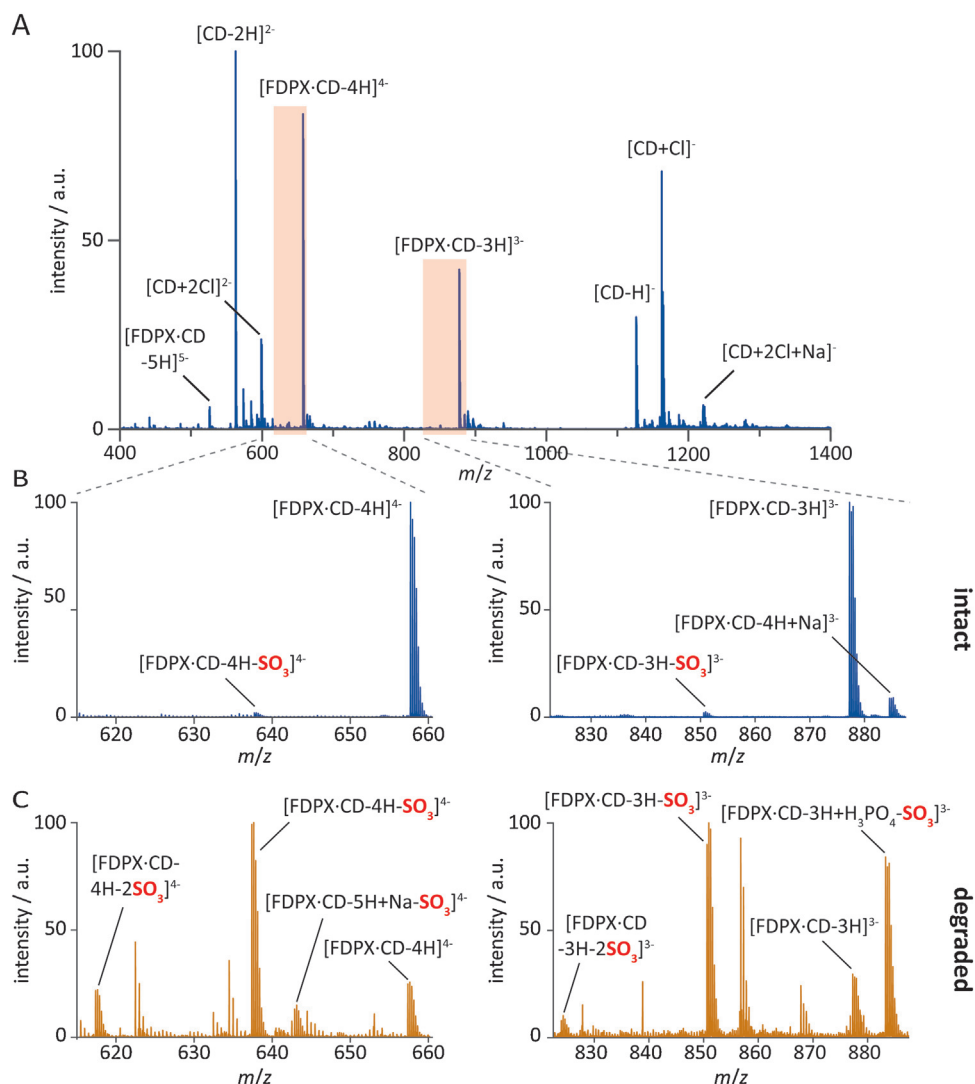 A
[CD-2H]²⁻
[FDPX·CD-4H]⁴⁻
[CD+Cl]⁻
[FDPX·CD-3H]³⁻
[CD+2Cl]²⁻
[CD-H]⁻
[FDPX·CD
-5H]⁵⁻
[CD+2Cl+Na]⁻
intensity / a.u.
100
50
0
400
600
800
1000
1200
1400
m/z
B
[FDPX·CD-4H]⁴⁻
[FDPX·CD-4H-SO₃]⁴⁻
intensity / a.u.
100
50
0
620
630
640
650
660
m/z
[FDPX·CD-3H]³⁻
[FDPX·CD-4H+Na]³⁻
[FDPX·CD-3H-SO₃]³⁻
intensity / a.u.
100
50
0
830
840
850
860
870
880
m/z
intact
C
[FDPX·CD-4H-SO₃]⁴⁻
[FDPX·CD-
4H-2SO₃]⁴⁻
[FDPX·CD-5H+Na-SO₃]⁴⁻
[FDPX·CD-4H]⁴⁻
intensity / a.u.
100
50
0
620
630
640
650
660
m/z
[FDPX·CD-3H-SO₃]³⁻
[FDPX·CD-3H+H₃PO₄-SO₃]³⁻
[FDPX·CD-3H]³⁻
[FDPX·CD
-3H-2SO₃]³⁻
intensity / a.u.
100
50
0
830
840
850
860
870
880
m/z
degraded